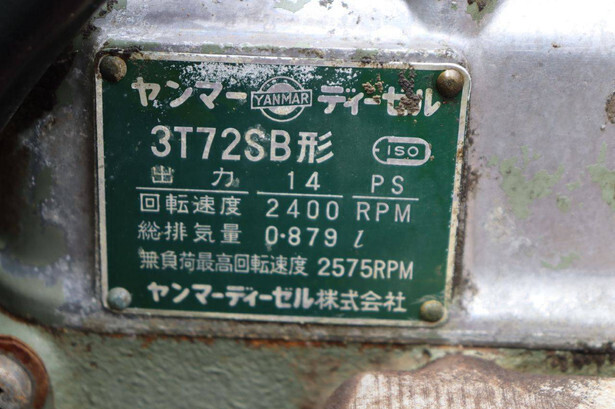 ヤンマー YANMAR ディーゼル
3T72SB形 ISO
出力 14 PS
回転速度 2400 RPM
総排気量 0.879 l
無負荷最高回転速度 2575RPM
ヤンマーディーゼル株式会社